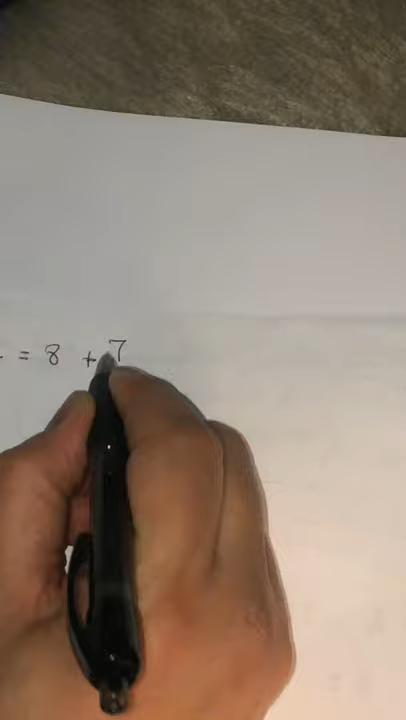 = 8 + 7